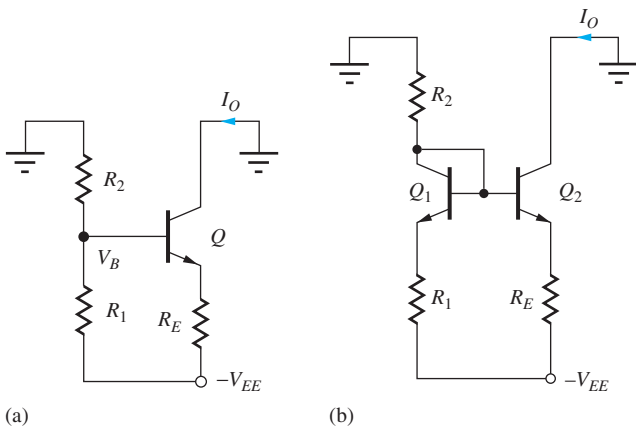 I_O
R_2
Q
V_B
R_1
R_E
−V_EE
(a)
I_O
R_2
Q_1
Q_2
R_1
R_E
−V_EE
(b)